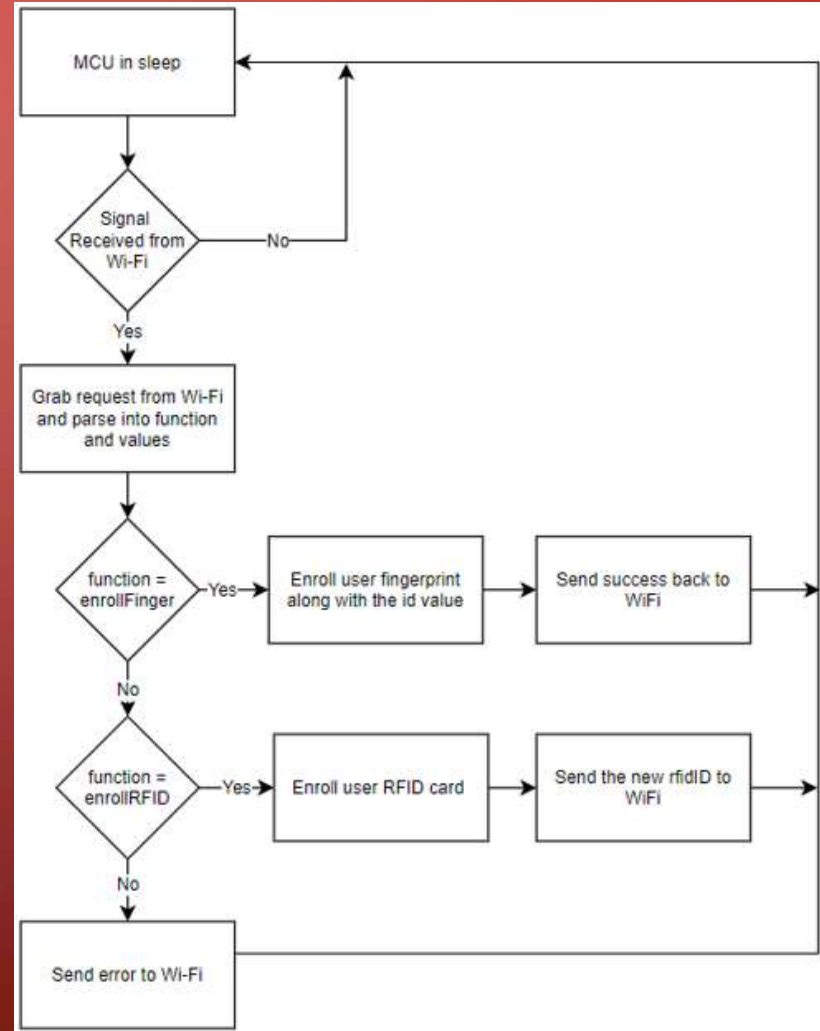 MCU in sleep
Signal
Received from
Wi-Fi
No
Yes
Grab request from Wi-Fi
and parse into function
and values
function =
enrollFinger
Yes
Enroll user fingerprint
along with the id value
Send success back to
WiFi
No
function =
enrollRFID
Yes
Enroll user RFID card
Send the new rfidID to
WiFi
No
Send error to Wi-Fi